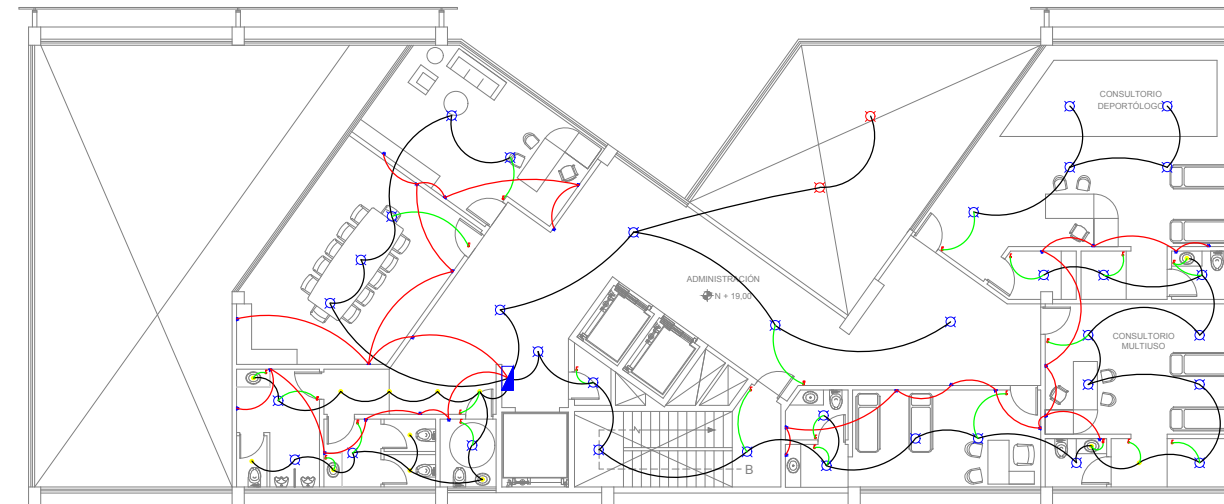 CONSULTORIO
DEPORTÓLOGO
ADMINISTRACIÓN
N + 19,00
CONSULTORIO
MULTIUSO
N
B